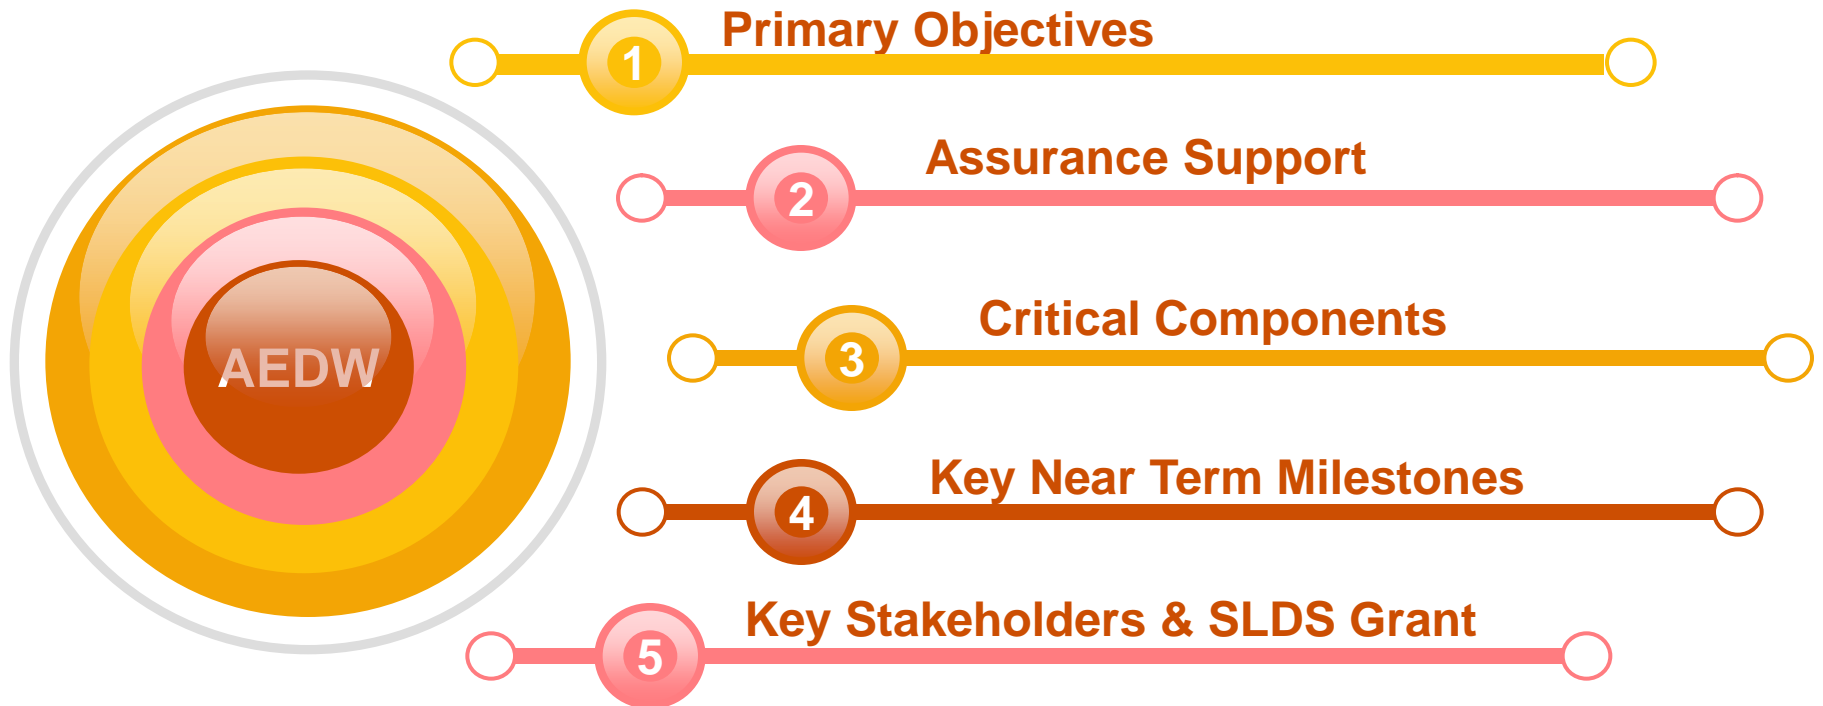 Primary Objectives
1
Assurance Support
2
Critical Components
3
AEDW
Key Near Term Milestones
4
Key Stakeholders & SLDS Grant
5